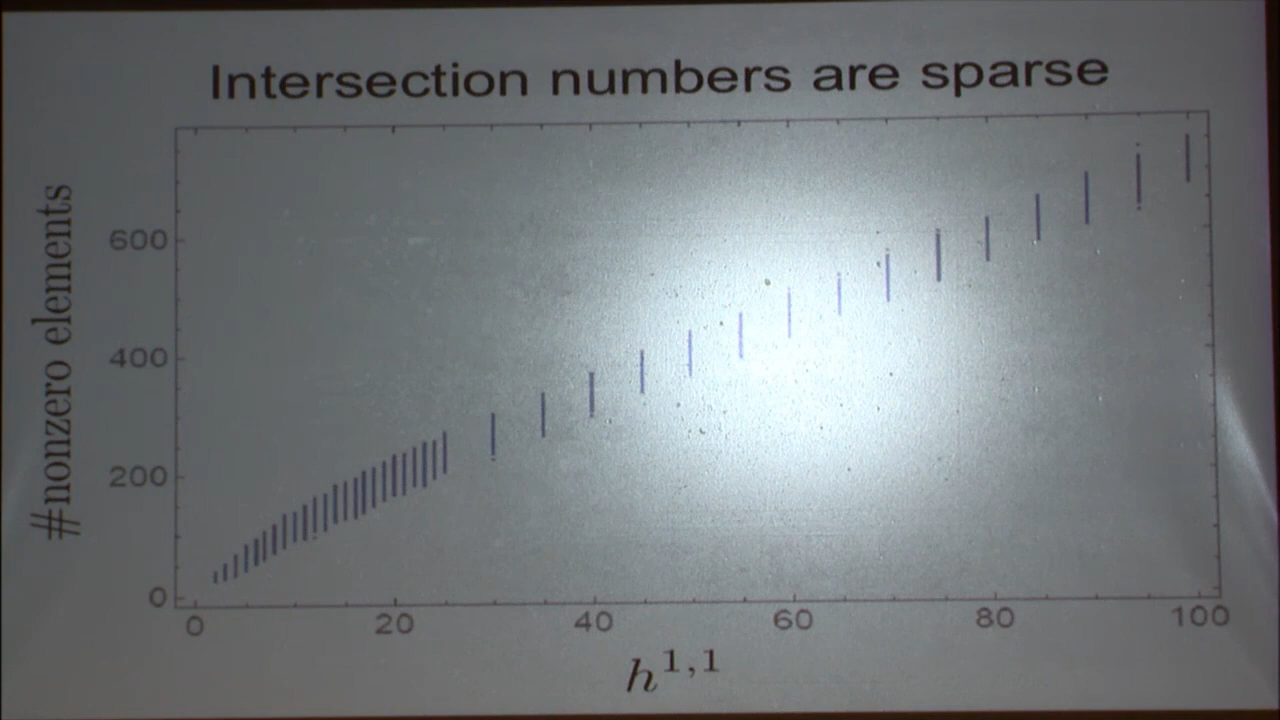 Intersection numbers are sparse
#nonzero elements
600
400
200
0
0 20 40 60 80 100
h^{1,1}